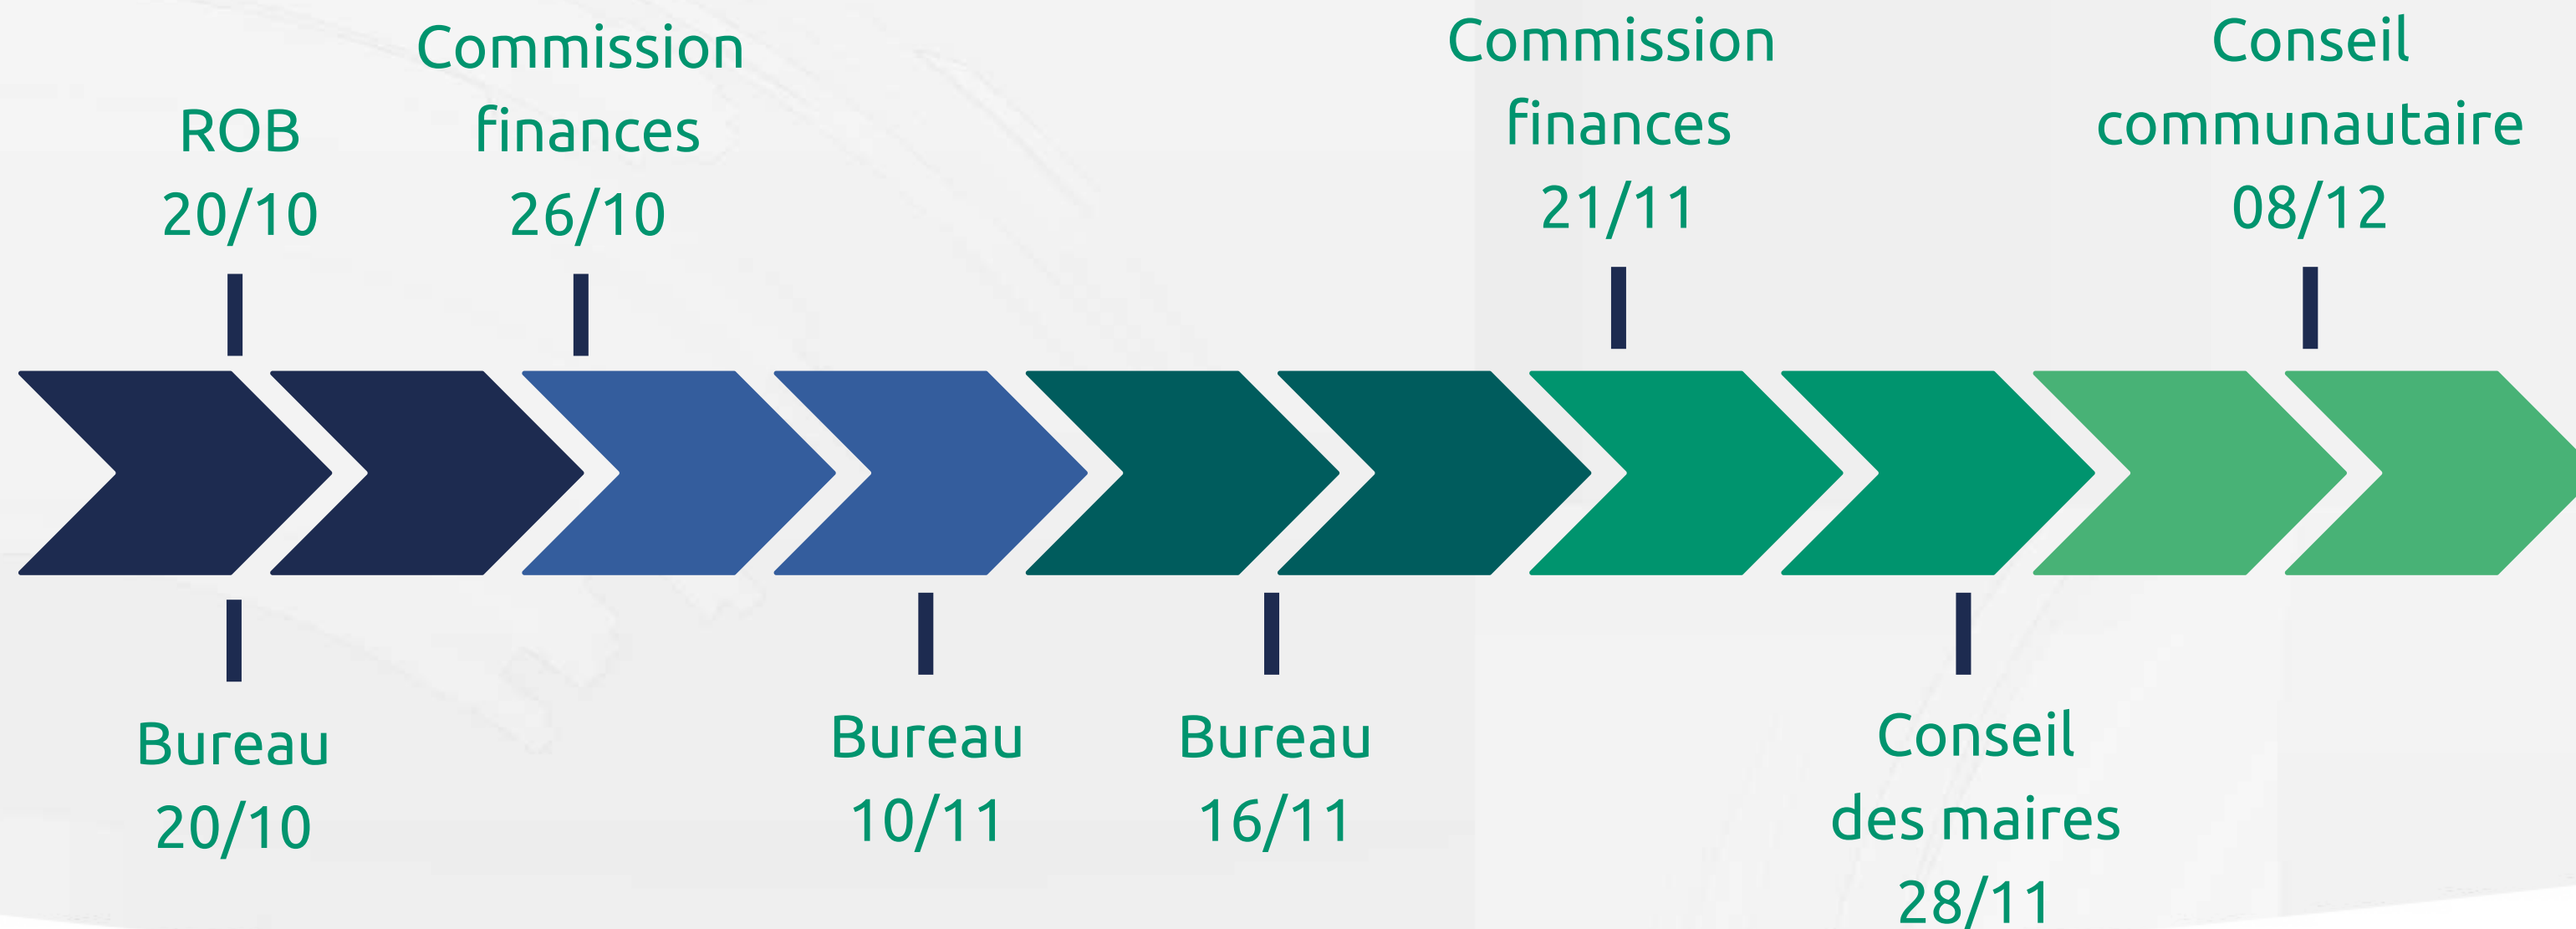 ROB
20/10
Commission
finances
26/10
Commission
finances
21/11
Conseil
communautaire
08/12
Bureau
20/10
Bureau
10/11
Bureau
16/11
Conseil
des maires
28/11